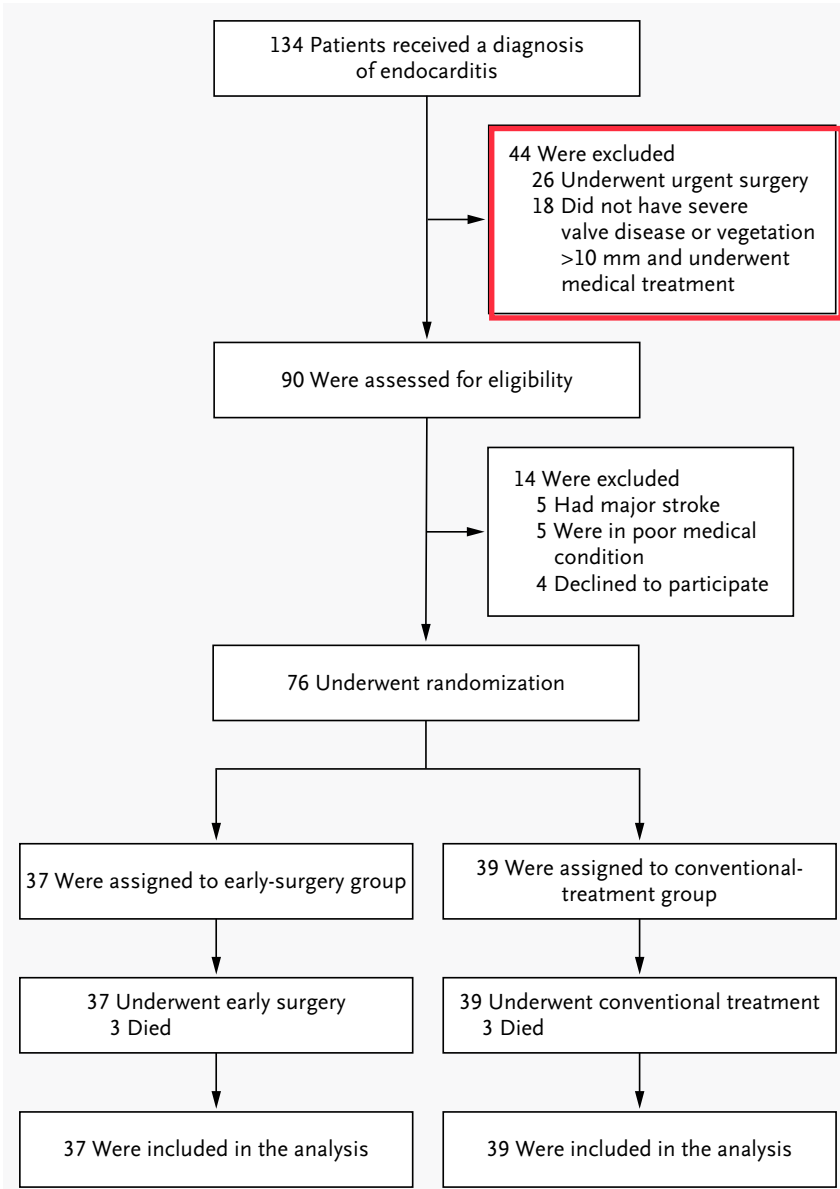 134 Patients received a diagnosis
of endocarditis
44 Were excluded
26 Underwent urgent surgery
18 Did not have severe
valve disease or vegetation
>10 mm and underwent
medical treatment
90 Were assessed for eligibility
14 Were excluded
5 Had major stroke
5 Were in poor medical
condition
4 Declined to participate
76 Underwent randomization
37 Were assigned to early-surgery group
39 Were assigned to conventional-
treatment group
37 Underwent early surgery
3 Died
39 Underwent conventional treatment
3 Died
37 Were included in the analysis
39 Were included in the analysis